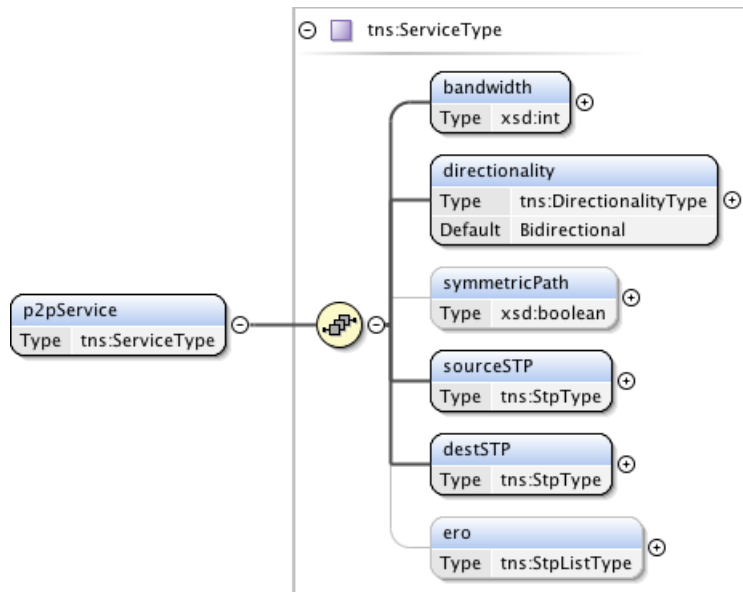 tns:ServiceType
bandwidth
Type xsd:int
directionality
Type tns:DirectionalityType
Default Bidirectional
symmetricPath
Type xsd:boolean
p2pService
Type tns:ServiceType
sourceSTP
Type tns:StpType
destSTP
Type tns:StpType
ero
Type tns:StpListType